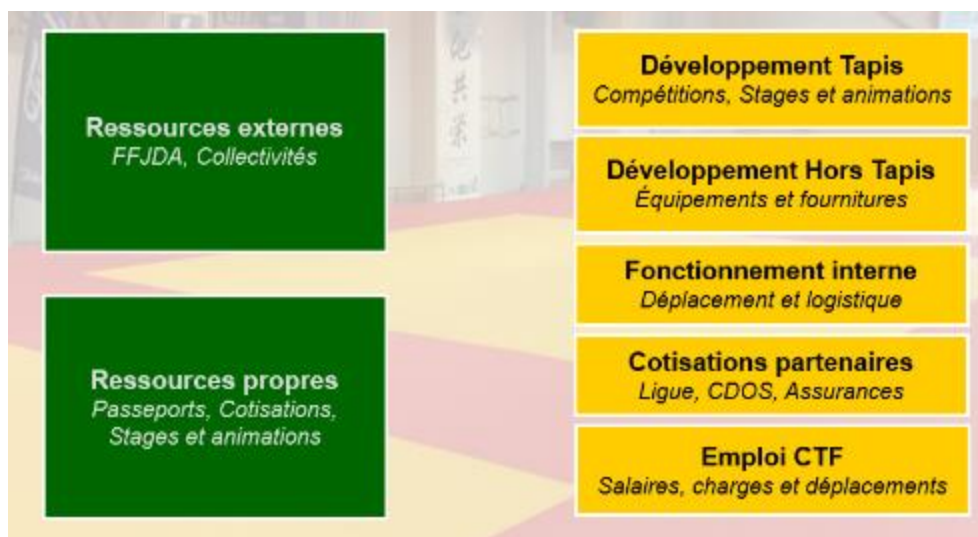 Ressources externes
FFJDA, Collectivités
Ressources propres
Passeports, Cotisations,
Stages et animations
Développement Tapis
Compétitions, Stages et animations
Développement Hors Tapis
Équipements et fournitures
Fonctionnement interne
Déplacement et logistique
Cotisations partenaires
Ligue, CDOS, Assurances
Emploi CTF
Salaires, charges et déplacements